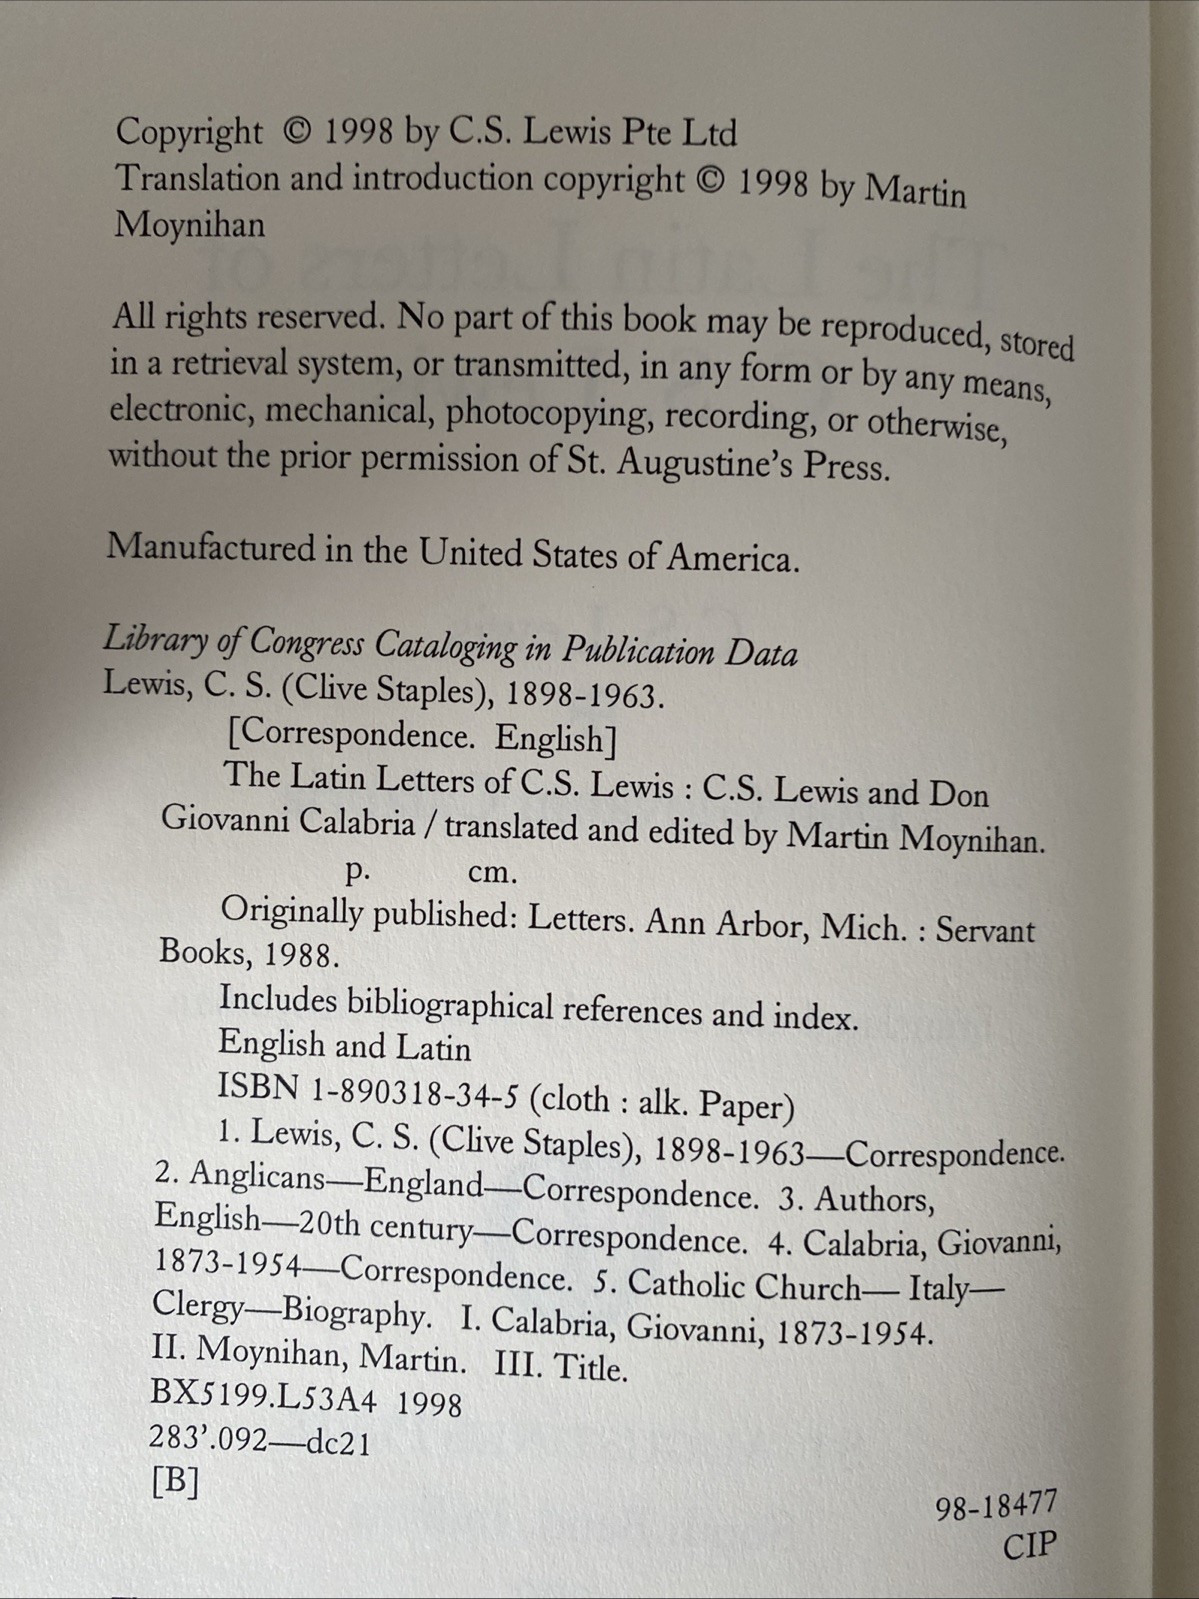 Copyright © 1998 by C.S. Lewis Pte Ltd
Translation and introduction copyright © 1998 by Martin
Moynihan
All rights reserved. No part of this book may be reproduced, stored
in a retrieval system, or transmitted, in any form or by any means,
electronic, mechanical, photocopying, recording, or otherwise,
without the prior permission of St. Augustine's Press.
Manufactured in the United States of America.
Library of Congress Cataloging in Publication Data
Lewis, C. S. (Clive Staples), 1898-1963.
[Correspondence. English]
The Latin Letters of C.S. Lewis : C.S. Lewis and Don
Giovanni Calabria / translated and edited by Martin Moynihan.
p. cm.
Originally published: Letters. Ann Arbor, Mich. : Servant
Books, 1988.
Includes bibliographical references and index.
English and Latin
ISBN 1-890318-34-5 (cloth : alk. Paper)
1. Lewis, C. S. (Clive Staples), 1898-1963—Correspondence.
2. Anglicans—England—Correspondence. 3. Authors,
English—20th century—Correspondence. 4. Calabria, Giovanni,
1873-1954—Correspondence. 5. Catholic Church— Italy—
Clergy—Biography. I. Calabria, Giovanni, 1873-1954.
II. Moynihan, Martin. III. Title.
BX5199.L53A4 1998
283'.092—dc21
[B]
98-18477
CIP